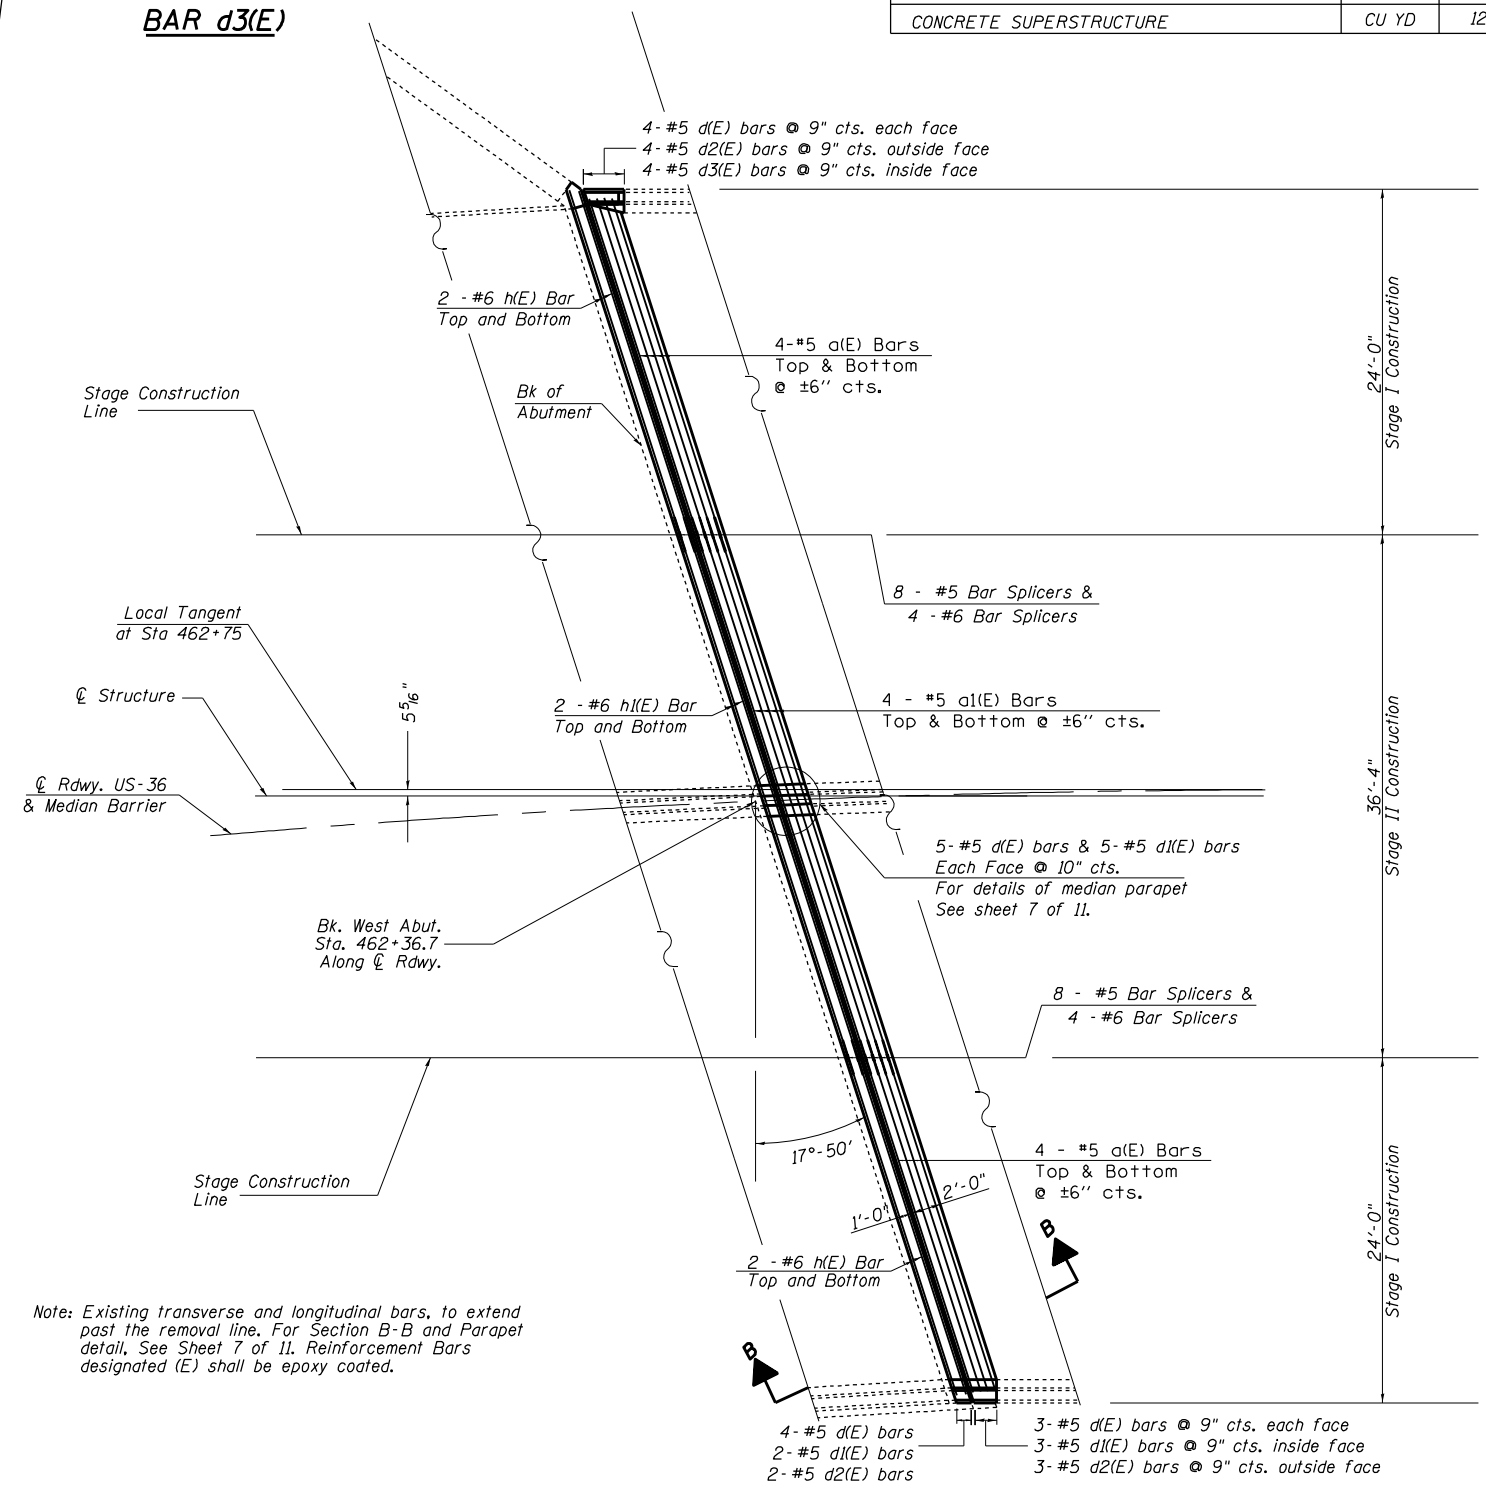 BAR d3(E)
CONCRETE SUPERSTRUCTURE
CU YD
12
4-#5 d(E) bars @ 9" cts. each face
4-#5 d2(E) bars @ 9" cts. outside face
4-#5 d3(E) bars @ 9" cts. inside face
2 -#6 h(E) Bar
Top and Bottom
4-#5 a(E) Bars
Top & Bottom
@ ±6'' cts.
24'-0"
Stage I Construction
Stage Construction
Line
Bk of
Abutment
8 - #5 Bar Splicers &
4 -#6 Bar Splicers
Local Tangent
at Sta 462+75
℄ Structure
5 5/16"
2 -#6 h1(E) Bar
Top and Bottom
4 - #5 a1(E) Bars
Top & Bottom @ ±6'' cts.
36'-4"
Stage II Construction
℄ Rdwy. US-36
& Median Barrier
5-#5 d(E) bars & 5-#5 d1(E) bars
Each Face @ 10" cts.
For details of median parapet
See sheet 7 of 11.
Bk. West Abut.
Sta. 462+36.7
Along ℄ Rdwy.
8 - #5 Bar Splicers &
4 -#6 Bar Splicers
17°-50'
4 - #5 a(E) Bars
Top & Bottom
@ ±6'' cts.
24'-0"
Stage I Construction
Stage Construction
Line
2'-0"
1'-0"
B
2 -#6 h(E) Bar
Top and Bottom
Note: Existing transverse and longitudinal bars, to extend
past the removal line. For Section B-B and Parapet
detail, See Sheet 7 of 11. Reinforcement Bars
designated (E) shall be epoxy coated.
B
4-#5 d(E) bars
2-#5 d1(E) bars
2-#5 d2(E) bars
3-#5 d(E) bars @ 9" cts. each face
3-#5 d1(E) bars @ 9" cts. inside face
3-#5 d2(E) bars @ 9" cts. outside face